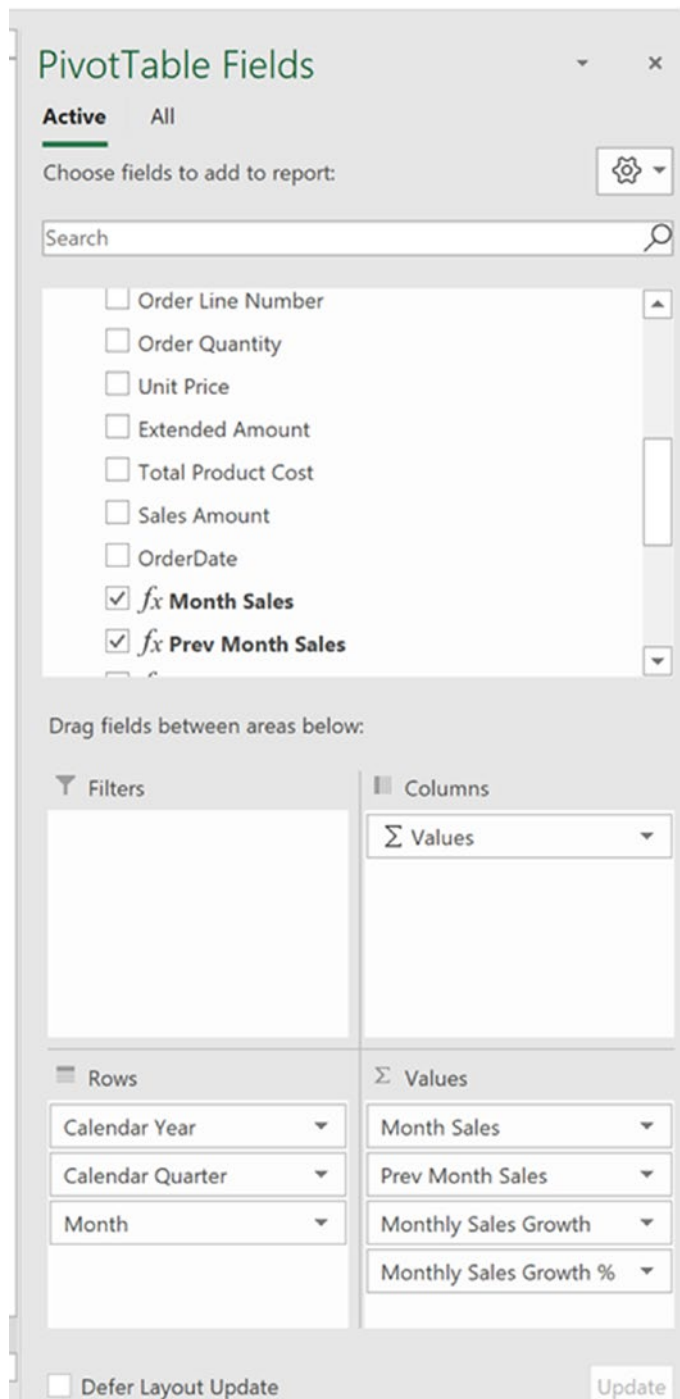 PivotTable Fields
Active All
Choose fields to add to report:
Search
Order Line Number
Order Quantity
Unit Price
Extended Amount
Total Product Cost
Sales Amount
OrderDate
fx Month Sales
fx Prev Month Sales
Drag fields between areas below:
Filters
Columns
Σ Values
Rows
Σ Values
Calendar Year
Calendar Quarter
Month
Month Sales
Prev Month Sales
Monthly Sales Growth
Monthly Sales Growth %
Defer Layout Update
Update